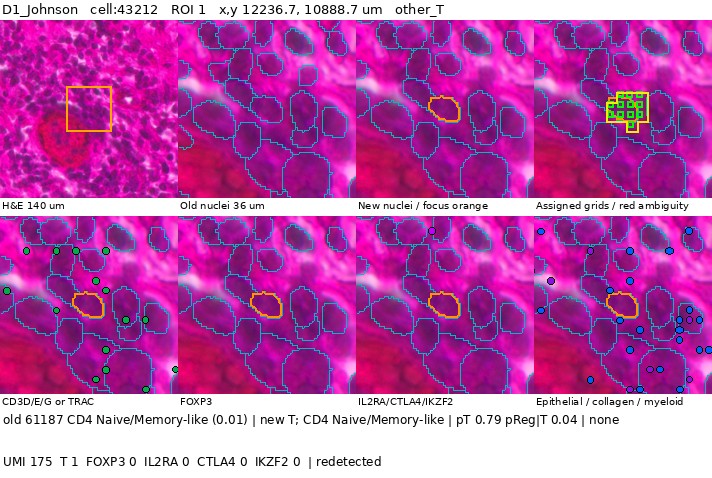 D1_Johnson cell:43212 ROI 1 x,y 12236.7, 10888.7 um other_T
H&E 140 um
Old nuclei 36 um
New nuclei / focus orange
Assigned grids / red ambiguity
CD3D/E/G or TRAC
FOXP3
IL2RA/CTLA4/IKZF2
Epithelial / collagen / myeloid
old 61187 CD4 Naive/Memory-like (0.01) | new T; CD4 Naive/Memory-like | pT 0.79 pReg|T 0.04 | none
UMI 175 T 1 FOXP3 0 IL2RA 0 CTLA4 0 IKZF2 0 | redetected